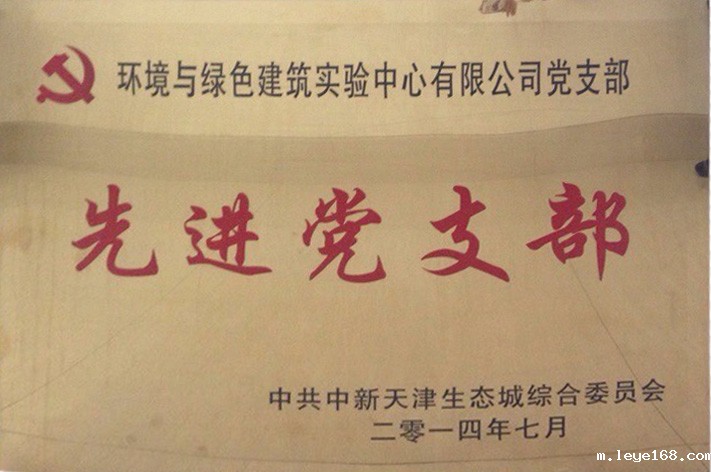 环境与绿色建筑实验中心有限公司党支部
先进党支部
中共中新天津生态城综合委员会
二零一四年七月
m.leye168.com